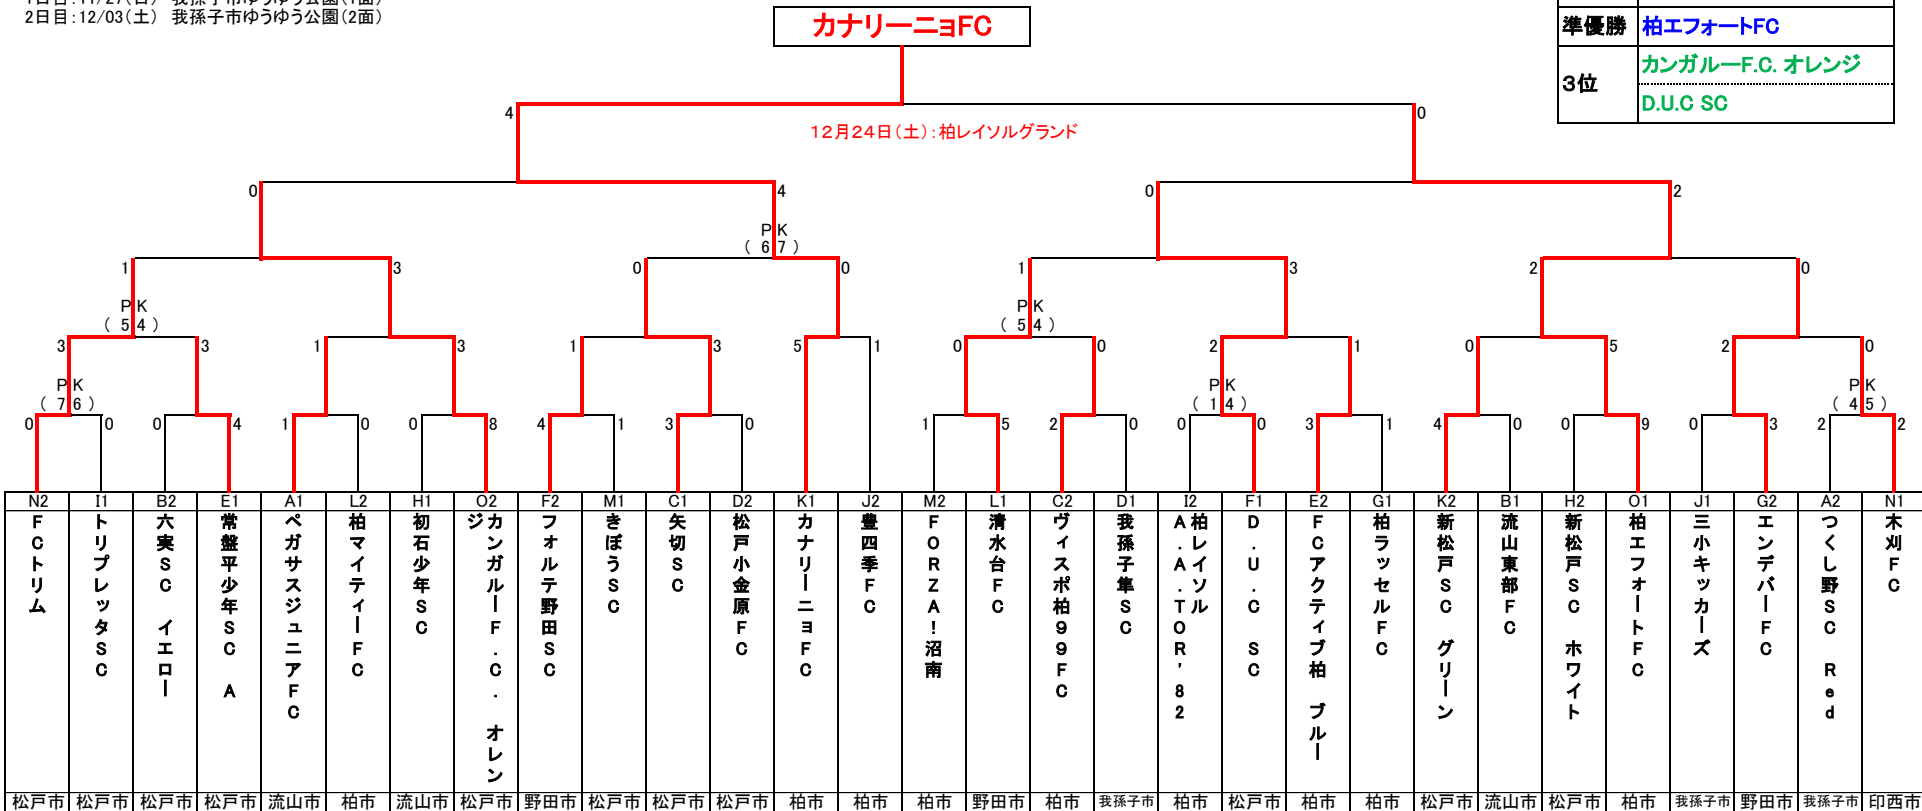 1日目:11/27(日) 我孫子市ゆうゆう公園(1面)
2日目:12/03(土) 我孫子市ゆうゆう公園(2面)
カナリーニョFC
準優勝 柏エフォートFC
3位 カンガルーF.C. オレンジ
D.U.C SC
4 0
12月24日(土):柏レイソルグランド
0 4 0 2
PK
(6 7)
1 3 0 0 1 3 2 0
PK PK
(5 4) (5 4)
3 3 1 3 1 3 5 1 0 0 2 1 0 5 2 0
PK PK PK
(7 6) (1 4) (4 5)
0 0 0 4 1 0 0 8 4 1 3 0 1 5 2 0 0 0 3 1 4 0 0 9 0 3 2 2
N2 I1 B2 E1 A1 L2 H1 O2 F2 M1 C1 D2 K1 J2 M2 L1 C2 D1 I2 F1 E2 G1 K2 B1 H2 O1 J1 G2 A2 N1
FCトリム
トリプレッタSC
六実SC イエロー
常盤平少年SC A
ペガサスジュニアFC
柏マイティーFC
初石少年SC
カンガルーF.C. オレンジ
フォルテ野田SC
きぼうSC
矢切SC
松戸小金原FC
カナリーニョFC
豊四季FC
FORZA!沼南
清水台FC
ヴィスポ柏99FC
我孫子隼SC
柏レイソル
A.A.TOR'82
D.U.C SC
FCアクティブ柏 ブルー
柏ラッセルFC
新松戸SC グリーン
流山東部FC
新松戸SC ホワイト
柏エフォートFC
三小キッカーズ
エンデバーFC
つくし野SC Red
木刈FC
松戸市 松戸市 松戸市 松戸市 流山市 柏市 流山市 松戸市 野田市 松戸市 松戸市 松戸市 柏市 柏市 柏市 野田市 柏市 我孫子市 柏市 松戸市 柏市 柏市 松戸市 流山市 松戸市 柏市 我孫子市 野田市 我孫子市 印西市